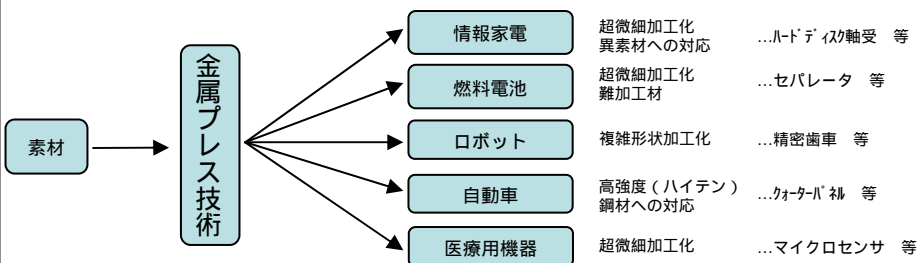 素材
金属プレス技術
情報家電
超微細加工化
異素材への対応
…ﾊｰﾄﾞﾃﾞｨｽｸ軸受　等
燃料電池
超微細加工化
難加工材
…セパレータ　等
ロボット
複雑形状加工化
…精密歯車　等
自動車
高強度（ハイテン）
鋼材への対応
…ｸｫｰﾀｰﾊﾟﾈﾙ　等
医療用機器
超微細加工化
…マイクロセンサ　等